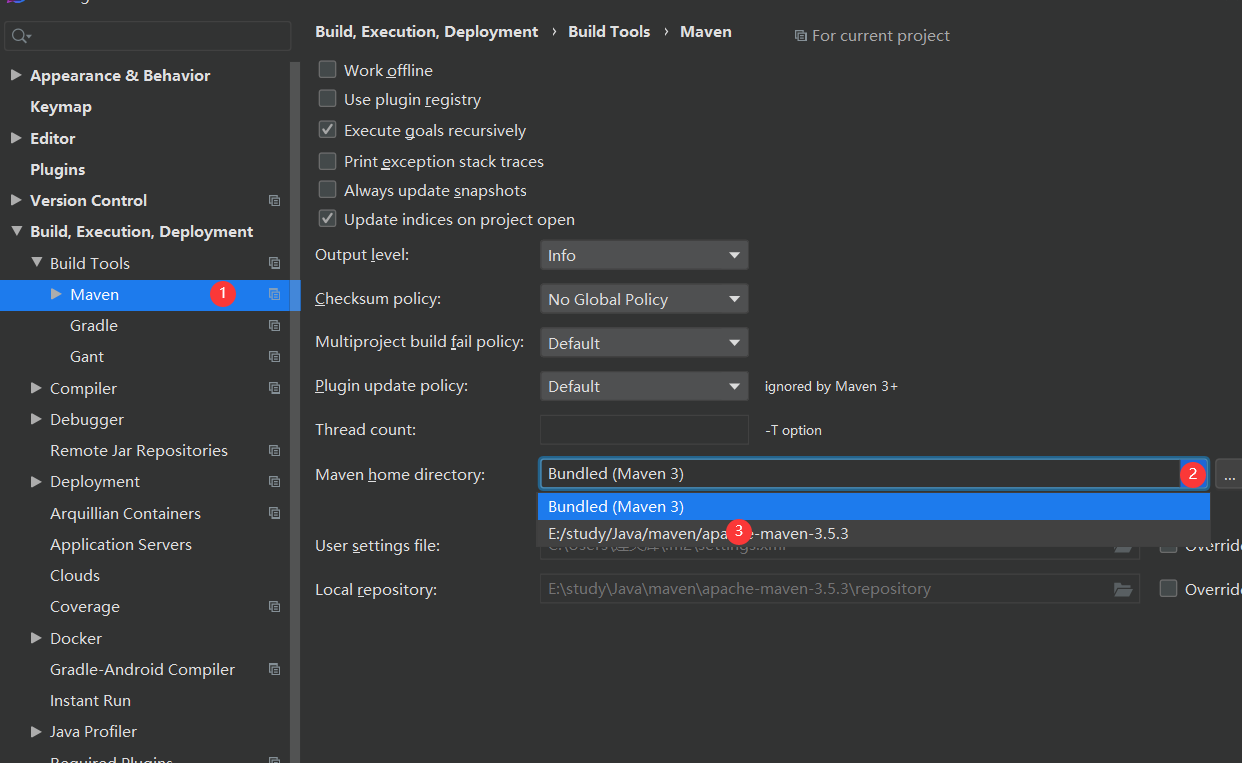 Build, Execution, Deployment › Build Tools › Maven
For current project
Appearance & Behavior
Keymap
Editor
Plugins
Version Control
Build, Execution, Deployment
Build Tools
Maven 1
Gradle
Gant
Compiler
Debugger
Remote Jar Repositories
Deployment
Arquillian Containers
Application Servers
Clouds
Coverage
Docker
Gradle-Android Compiler
Instant Run
Java Profiler
Required Plugins
Work offline
Use plugin registry
Execute goals recursively
Print exception stack traces
Always update snapshots
Update indices on project open
Output level: Info
Checksum policy: No Global Policy
Multiproject build fail policy: Default
Plugin update policy: Default ignored by Maven 3+
Thread count: -T option
Maven home directory: Bundled (Maven 3) 2 ...
Bundled (Maven 3)
E:/study/Java/maven/apa 3 e-maven-3.5.3
User settings file: Overrid
Local repository: E:\study\Java\maven\apache-maven-3.5.3\repository Overrid